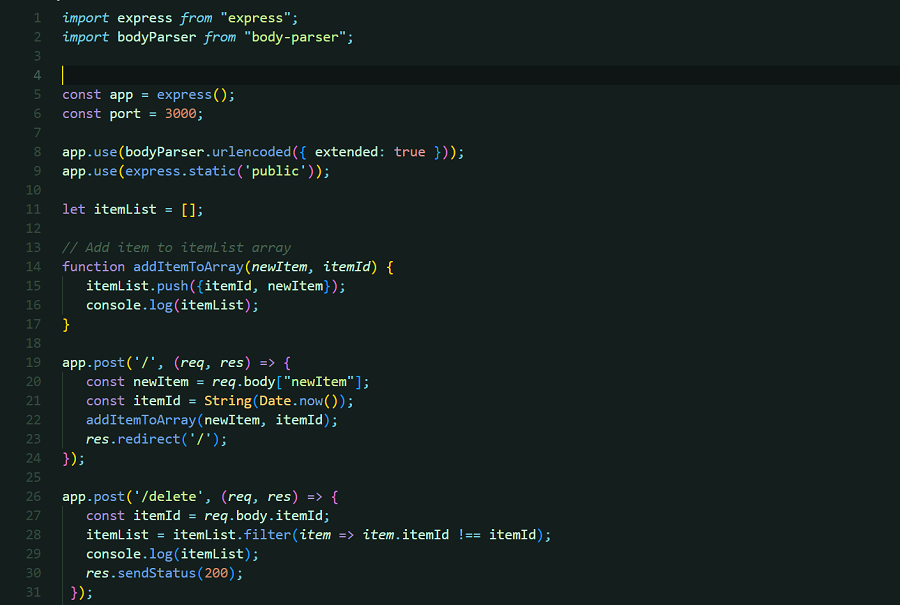 1 import express from "express";
2 import bodyParser from "body-parser";
3
4
5 const app = express();
6 const port = 3000;
7
8 app.use(bodyParser.urlencoded({ extended: true }));
9 app.use(express.static('public'));
10
11 let itemList = [];
12
13 // Add item to itemList array
14 function addItemToArray(newItem, itemId) {
15    itemList.push({itemId, newItem});
16    console.log(itemList);
17 }
18
19 app.post('/', (req, res) => {
20    const newItem = req.body["newItem"];
21    const itemId = String(Date.now());
22    addItemToArray(newItem, itemId);
23    res.redirect('/');
24 });
25
26 app.post('/delete', (req, res) => {
27    const itemId = req.body.itemId;
28    itemList = itemList.filter(item => item.itemId !== itemId);
29    console.log(itemList);
30    res.sendStatus(200);
31  });